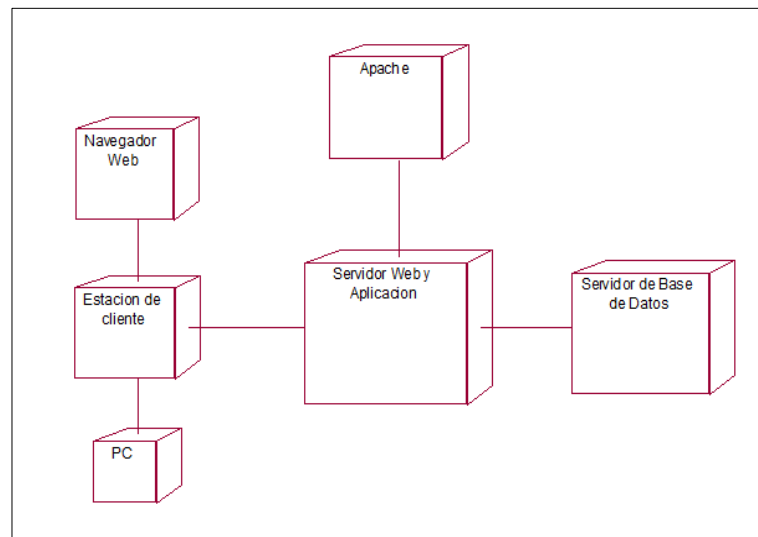 Apache
Navegador
Web
Servidor Web y
Aplicacion
Estacion de
cliente
Servidor de Base
de Datos
PC